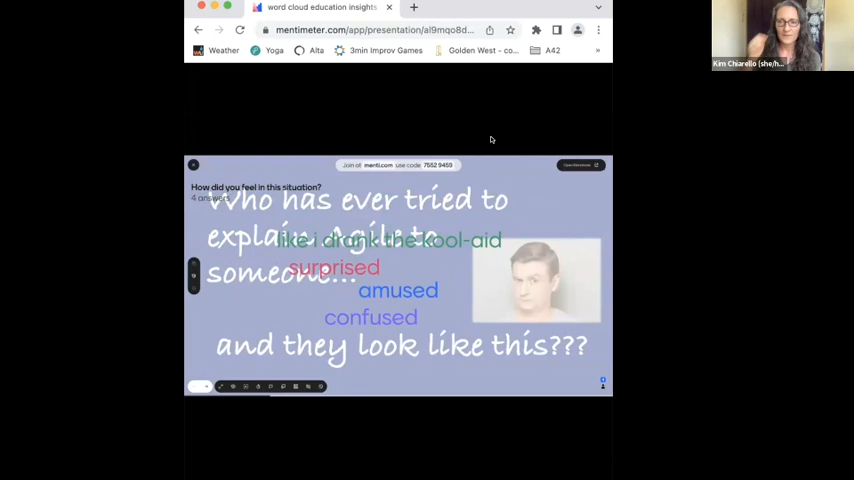 word cloud education insights
mentimeter.com/app/presentation/al9mqo8d...
Weather
Yoga
Alta
3min Improv Games
Golden West - co...
A42
Kim Chiarello (she/h...
Join at menti.com use code 7552 9459
How did you feel in this situation?
4 answers
Who has ever tried to
explain Agile to
someone...
like i drank the kool-aid
surprised
amused
confused
and they look like this???